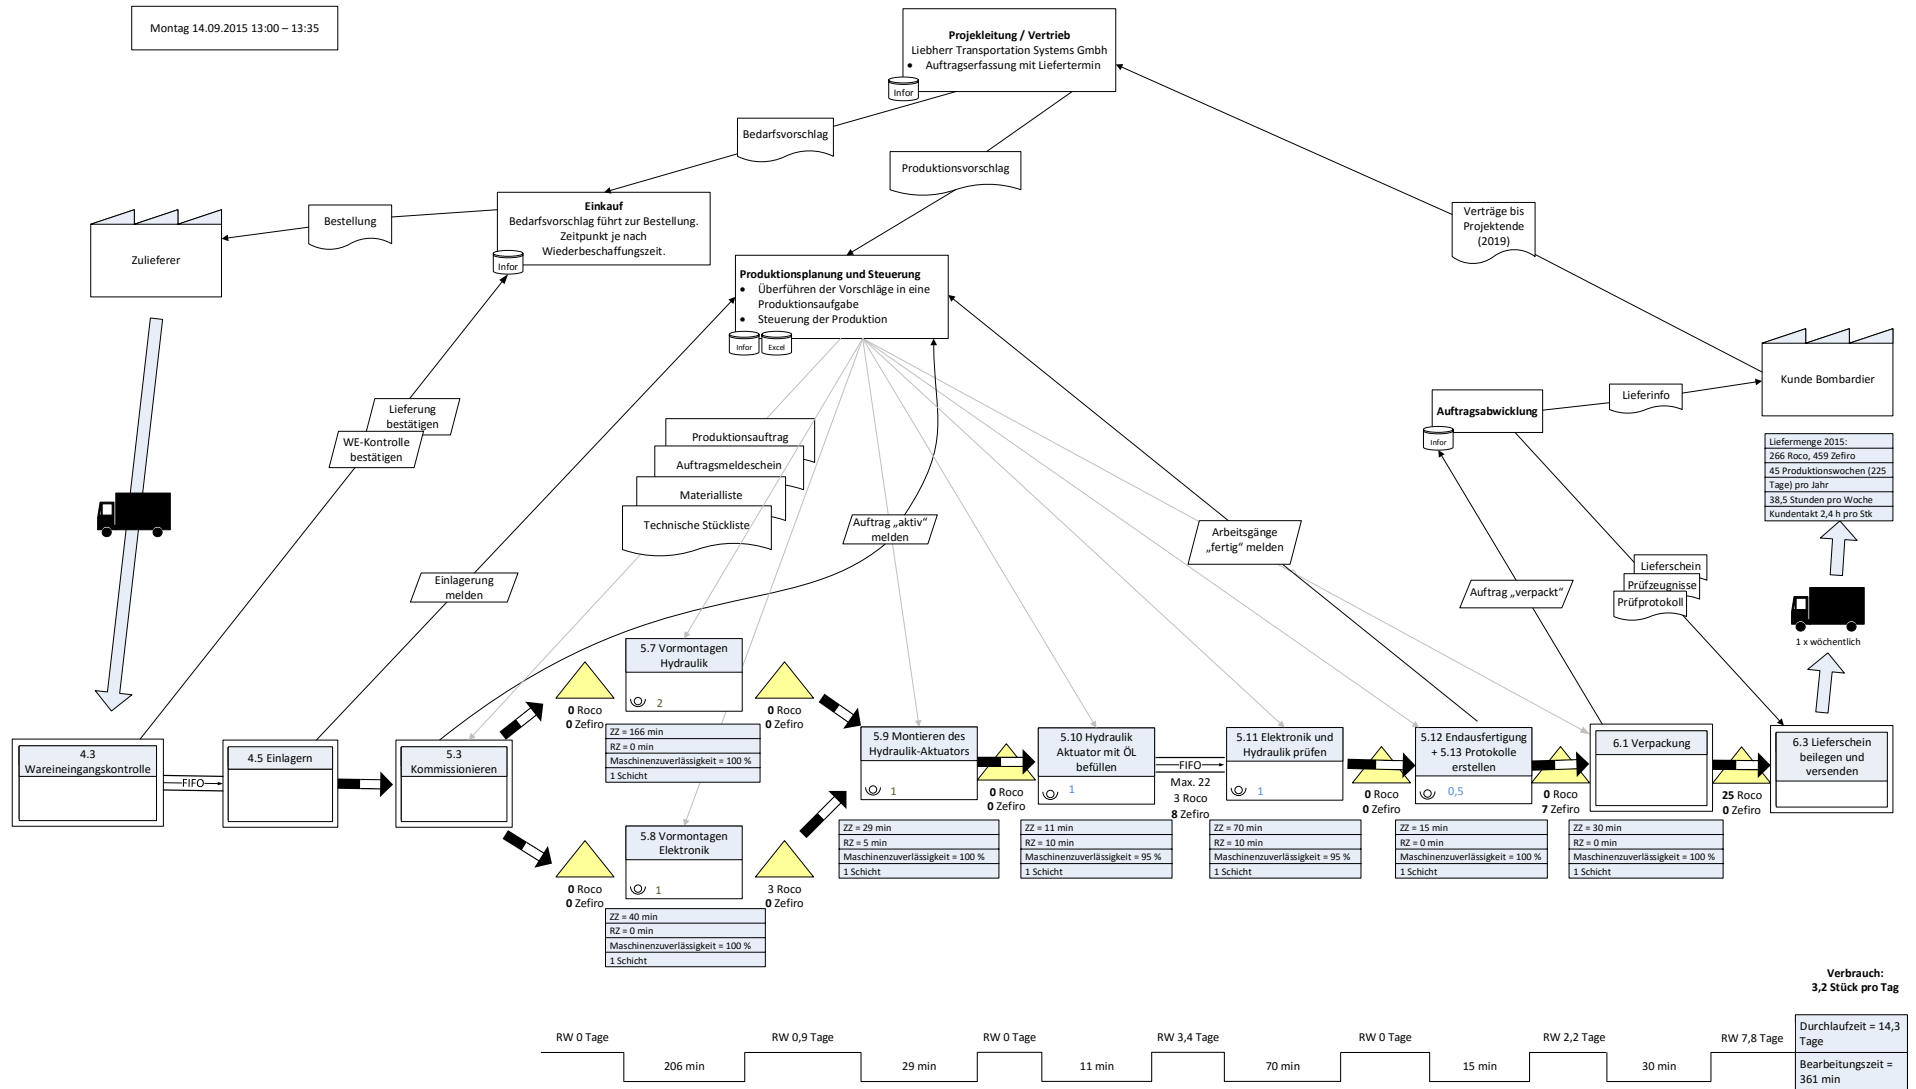 Montag 14.09.2015 13:00 – 13:35
Projekleitung / Vertrieb
Liebherr Transportation Systems Gmbh
• Auftragserfassung mit Liefertermin
Infor
Bedarfsvorschlag
Produktionsvorschlag
Einkauf
Bedarfsvorschlag führt zur Bestellung.
Zeitpunkt je nach
Wiederbeschaffungszeit.
Infor
Bestellung
Zulieferer
Verträge bis
Projektende
(2019)
Produktionsplanung und Steuerung
• Überführen der Vorschläge in eine
Produktionsaufgabe
• Steuerung der Produktion
Infor
Excel
Kunde Bombardier
Lieferinfo
Auftragsabwicklung
Infor
Liefermenge 2015:
266 Roco, 459 Zefiro
45 Produktionswochen (225
Tage) pro Jahr
38,5 Stunden pro Woche
Kundentakt 2,4 h pro Stk
Lieferung
bestätigen
WE-Kontrolle
bestätigen
Produktionsauftrag
Auftragsmeldeschein
Materialliste
Technische Stückliste
Auftrag „aktiv“
melden
Arbeitsgänge
„fertig“ melden
Einlagerung
melden
Auftrag „verpackt“
Lieferschein
Prüfzeugnisse
Prüfprotokoll
1 x wöchentlich
4.3
Wareineingangskontrolle
FIFO
4.5 Einlagern
5.3
Kommissionieren
0 Roco
0 Zefiro
5.7 Vormontagen
Hydraulik
2
ZZ = 166 min
RZ = 0 min
Maschinenzuverlässigkeit = 100 %
1 Schicht
0 Roco
0 Zefiro
0 Roco
0 Zefiro
5.8 Vormontagen
Elektronik
1
ZZ = 40 min
RZ = 0 min
Maschinenzuverlässigkeit = 100 %
1 Schicht
3 Roco
0 Zefiro
5.9 Montieren des
Hydraulik-Aktuators
1
ZZ = 29 min
RZ = 5 min
Maschinenzuverlässigkeit = 100 %
1 Schicht
0 Roco
0 Zefiro
5.10 Hydraulik
Aktuator mit ÖL
befüllen
1
ZZ = 11 min
RZ = 10 min
Maschinenzuverlässigkeit = 95 %
1 Schicht
FIFO
Max. 22
3 Roco
8 Zefiro
5.11 Elektronik und
Hydraulik prüfen
1
ZZ = 70 min
RZ = 10 min
Maschinenzuverlässigkeit = 95 %
1 Schicht
0 Roco
0 Zefiro
5.12 Endausfertigung
+ 5.13 Protokolle
erstellen
0,5
ZZ = 15 min
RZ = 0 min
Maschinenzuverlässigkeit = 100 %
1 Schicht
0 Roco
7 Zefiro
6.1 Verpackung
ZZ = 30 min
RZ = 0 min
Maschinenzuverlässigkeit = 100 %
1 Schicht
25 Roco
0 Zefiro
6.3 Lieferschein
beilegen und
versenden
Verbrauch:
3,2 Stück pro Tag
RW 0 Tage
206 min
RW 0,9 Tage
29 min
RW 0 Tage
11 min
RW 3,4 Tage
70 min
RW 0 Tage
15 min
RW 2,2 Tage
30 min
RW 7,8 Tage
Durchlaufzeit = 14,3
Tage
Bearbeitungszeit =
361 min